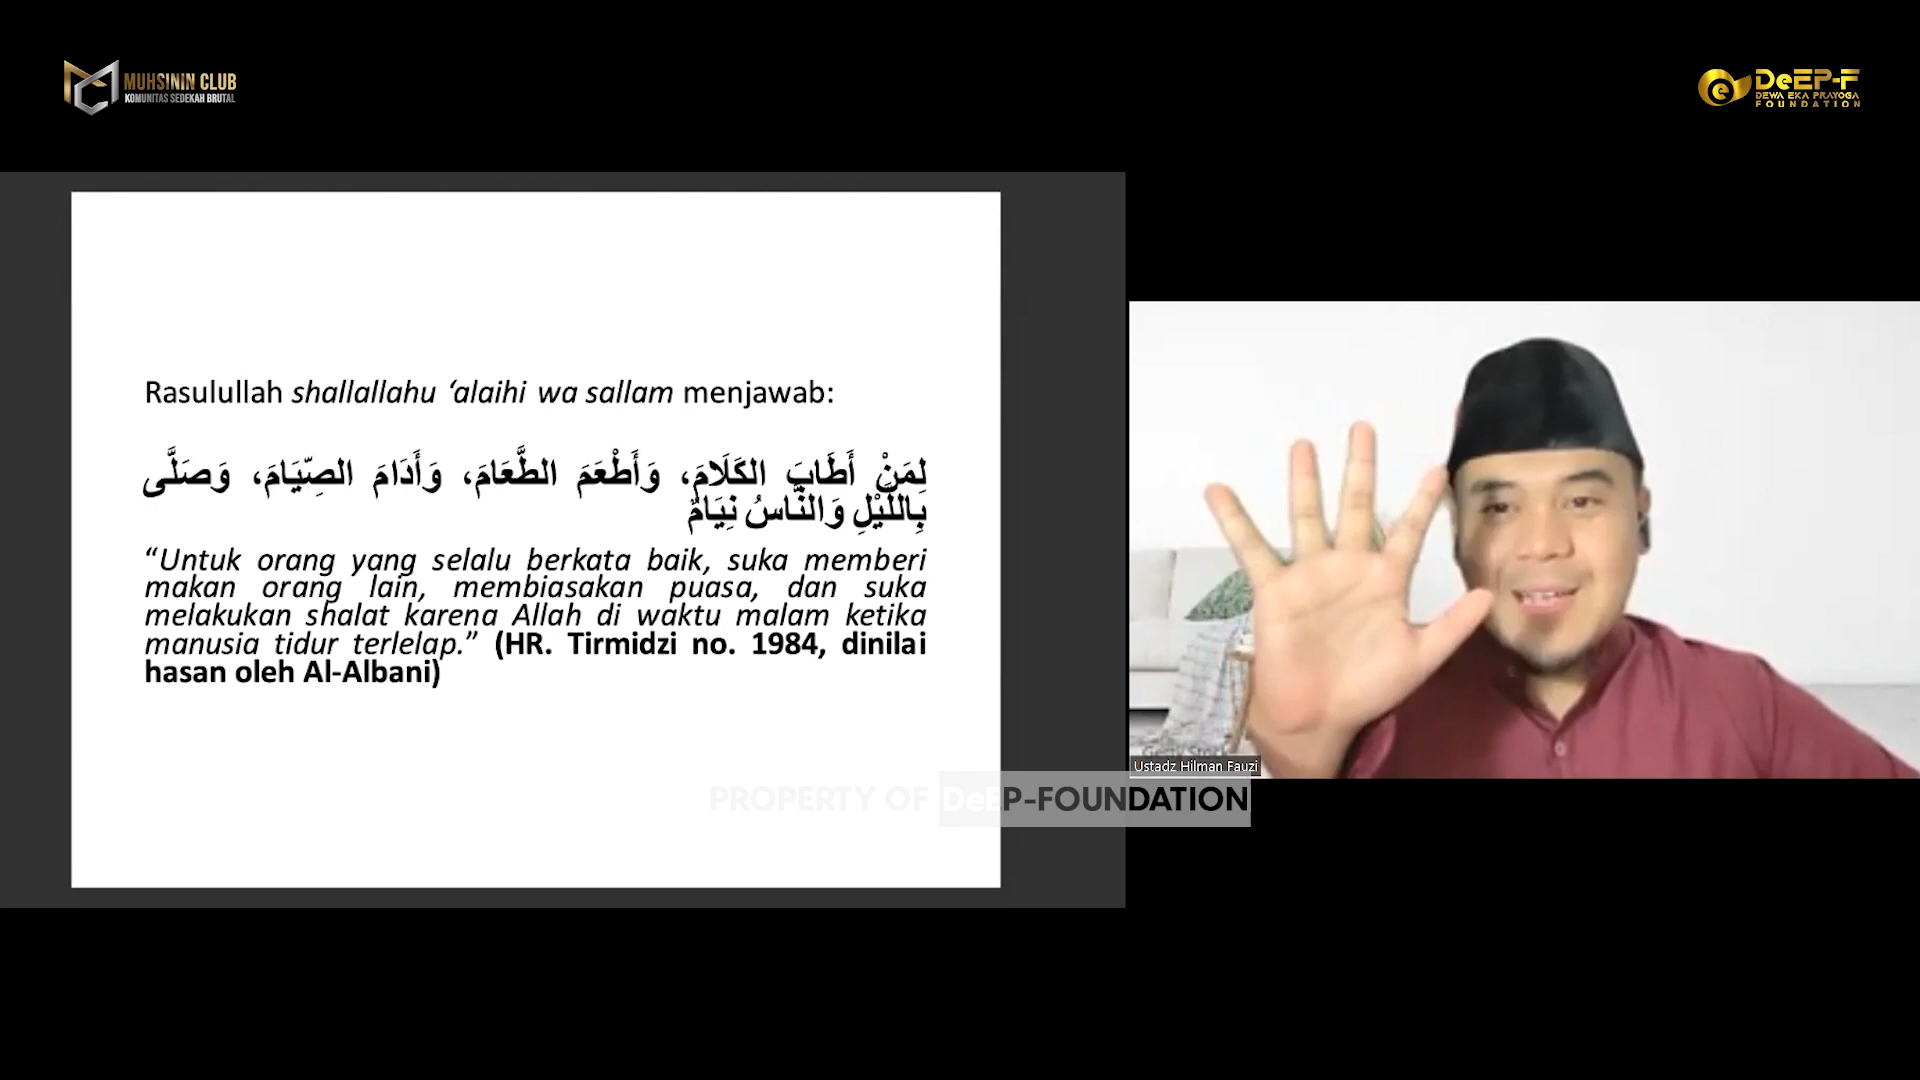 MUHSININ CLUB
KOMUNITAS SEDEKAH BRUTAL
DeEP-F
DEWA EKA PRAYOGA
FOUNDATION
Rasulullah shallallahu ‘alaihi wa sallam menjawab:
لِمَنْ أَطَابَ الكَلَامَ، وَأَطْعَمَ الطَّعَامَ، وَأَدَامَ الصِّيَامَ، وَصَلَّى
بِاللَّيْلِ وَالنَّاسُ نِيَامٌ
“Untuk orang yang selalu berkata baik, suka memberi
makan orang lain, membiasakan puasa, dan suka
melakukan shalat karena Allah di waktu malam ketika
manusia tidur terlelap.” (HR. Tirmidzi no. 1984, dinilai
hasan oleh Al-Albani)
Ustadz Hilman Fauzi
PROPERTY OF DeEP-FOUNDATION